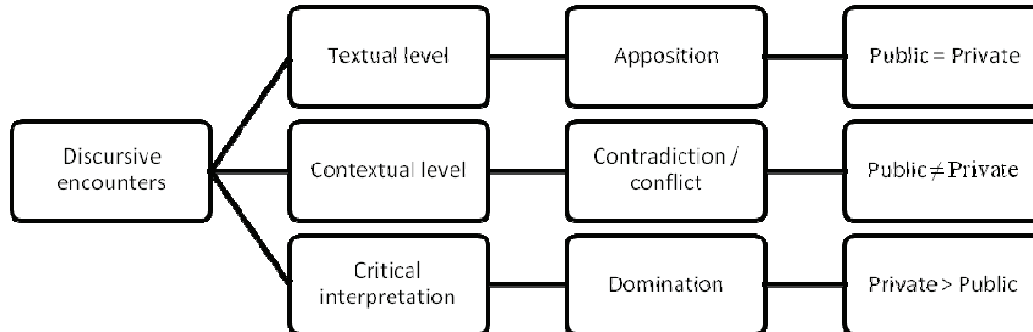 Textual level
Apposition
Public = Private
Discursive
encounters
Contextual level
Contradiction /
conflict
Public ≠ Private
Critical
interpretation
Domination
Private > Public